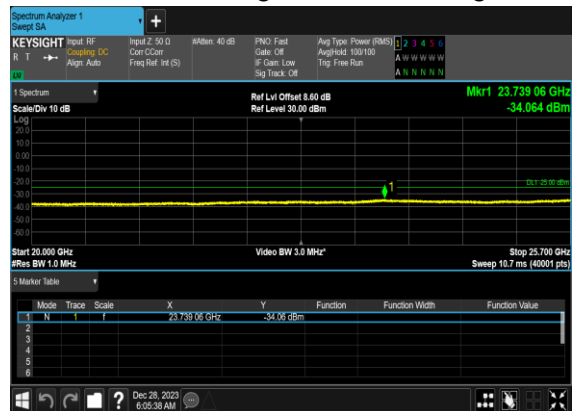 Spectrum Analyzer 1
Swept SA
+
KEYSIGHT Input: RF Input Z: 50 Ω #Atten: 40 dB PNO: Fast Avg Type: Power (RMS) 1 2 3 4 5 6
R T Coupling: DC Corr CCorr Gate: Off Avg|Hold: 100/100 A W W W W W
Align: Auto Freq Ref: Int (S) IF Gain: Low Trig: Free Run
Sig Track: Off A N N N N N
1 Spectrum Ref Lvl Offset 8.60 dB Mkr1 23.739 06 GHz
Scale/Div 10 dB Ref Level 30.00 dBm -34.064 dBm
Log
20.0
10.0
0.00
-10.0
-20.0
1
DL1 -25.00 dBm
-30.0
-40.0
-50.0
-60.0
Start 20.000 GHz Video BW 3.0 MHz* Stop 25.700 GHz
#Res BW 1.0 MHz Sweep 10.7 ms (40001 pts)
5 Marker Table
Mode Trace Scale X Y Function Function Width Function Value
1 N 1 f 23.739 06 GHz -34.06 dBm
2
3
4
5
6
? Dec 28, 2023
6:05:38 AM